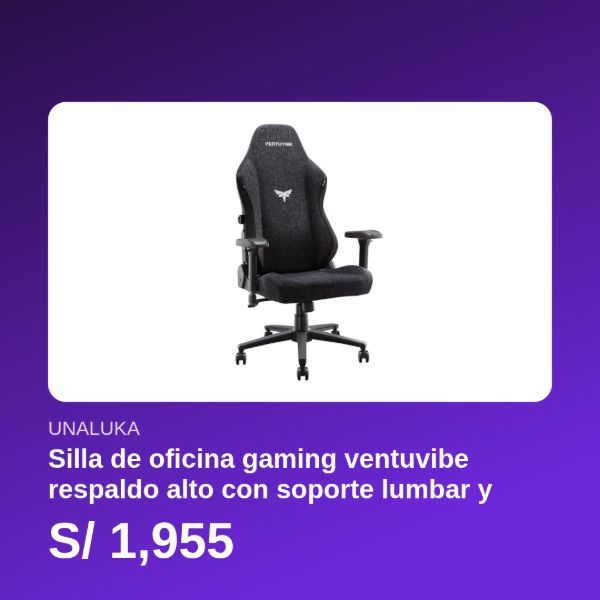 VENTUVIBE
UNALUKA
Silla de oficina gaming ventuvibe
respaldo alto con soporte lumbar y
S/ 1,955